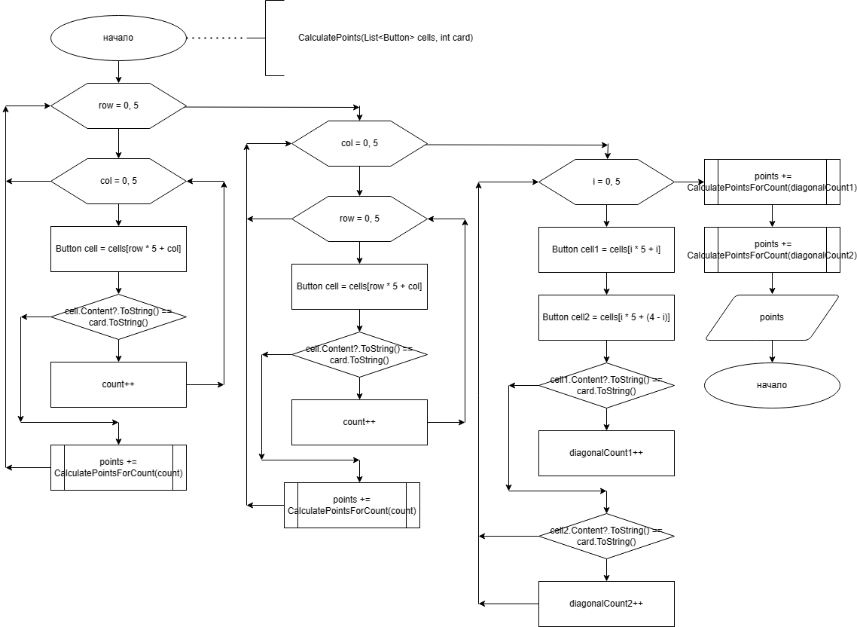 начало
CalculatePoints(List<Button> cells, int card)
row = 0, 5
col = 0, 5
Button cell = cells[row * 5 + col]
cell.Content?.ToString() ==
card.ToString()
count++
points +=
CalculatePointsForCount(count)
col = 0, 5
row = 0, 5
Button cell = cells[row * 5 + col]
cell.Content?.ToString() ==
card.ToString()
count++
points +=
CalculatePointsForCount(count)
i = 0, 5
Button cell1 = cells[i * 5 + i]
Button cell2 = cells[i * 5 + (4 - i)]
cell1.Content?.ToString() ==
card.ToString()
diagonalCount1++
cell2.Content?.ToString() ==
card.ToString()
diagonalCount2++
points +=
CalculatePointsForCount(diagonalCount1)
points +=
CalculatePointsForCount(diagonalCount2)
points
начало